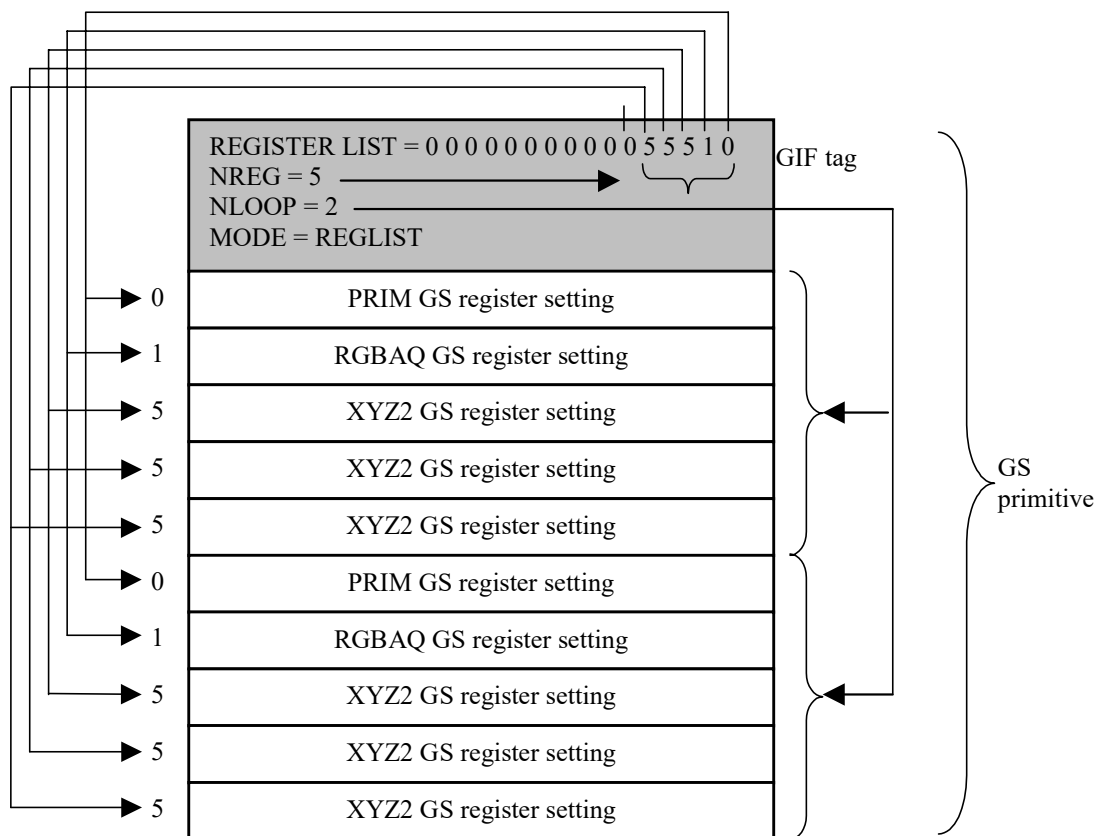 REGISTER LIST = 0 0 0 0 0 0 0 0 0 0 0 5 5 5 1 0
NREG = 5
NLOOP = 2
MODE = REGLIST
GIF tag
0 PRIM GS register setting
1 RGBAQ GS register setting
5 XYZ2 GS register setting
5 XYZ2 GS register setting
5 XYZ2 GS register setting
0 PRIM GS register setting
1 RGBAQ GS register setting
5 XYZ2 GS register setting
5 XYZ2 GS register setting
5 XYZ2 GS register setting
GS
primitive